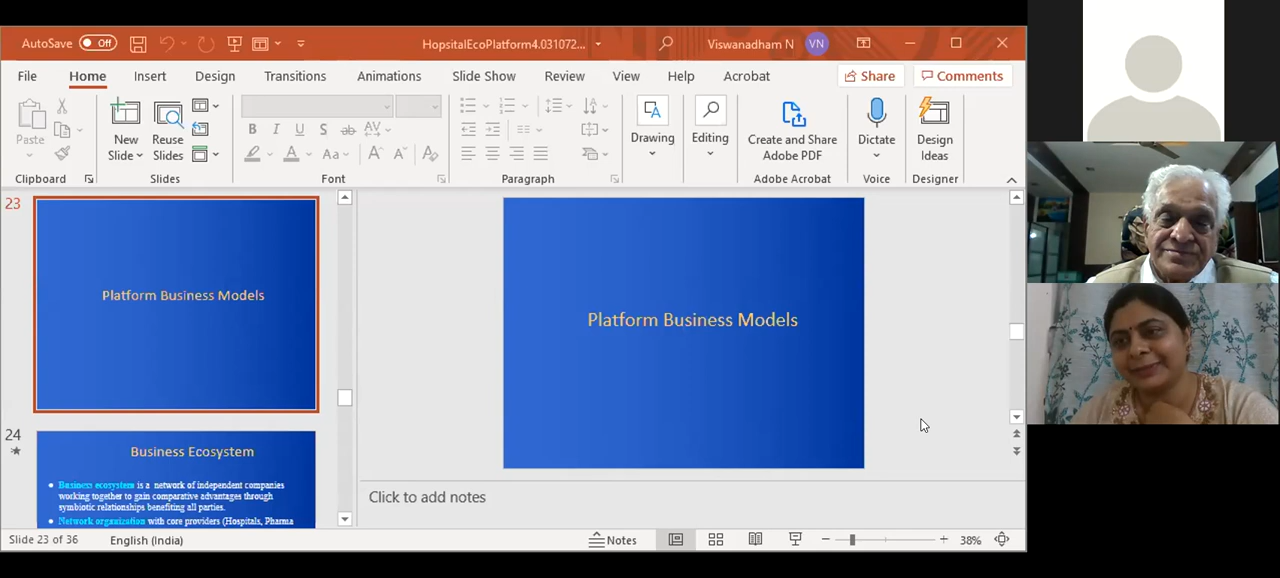 AutoSave Off
HopsitalEcoPlatform4.031072...
Viswanadham N VN
File Home Insert Design Transitions Animations Slide Show Review View Help Acrobat Share Comments
Paste
New
Slide
Reuse
Slides
B I U S ab AV
A Aa A A A
Drawing
Editing
Create and Share
Adobe PDF
Dictate
Design
Ideas
Clipboard Slides Font Paragraph Adobe Acrobat Voice Designer
23
Platform Business Models
24
Business Ecosystem
Business ecosystem is a network of independent companies
working together to gain comparative advantages through
symbiotic relationships benefiting all parties.
Network organization with core providers (Hospitals, Pharma
Platform Business Models
Click to add notes
Slide 23 of 36 English (India) Notes 38%